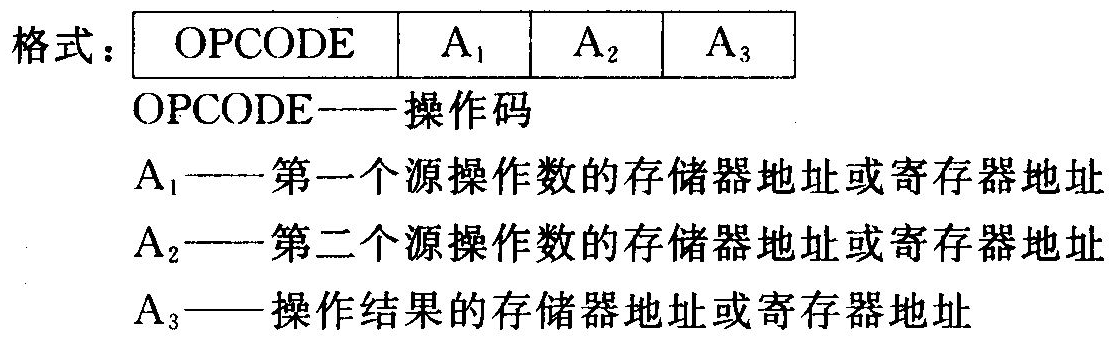 格式：OPCODE A₁ A₂ A₃
OPCODE——操作码
A₁——第一个源操作数的存储器地址或寄存器地址
A₂——第二个源操作数的存储器地址或寄存器地址
A₃——操作结果的存储器地址或寄存器地址